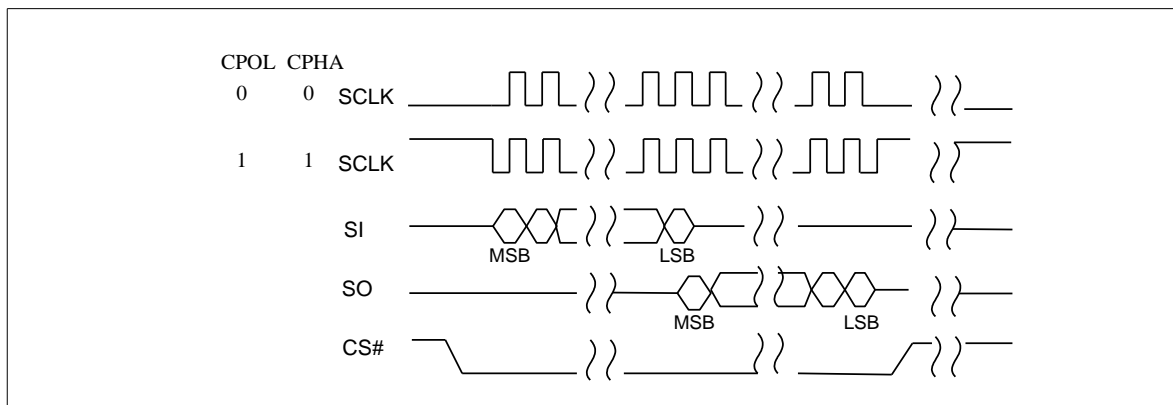 CPOL CPHA
0 0 SCLK
1 1 SCLK
SI
MSB LSB
SO
MSB LSB
CS#